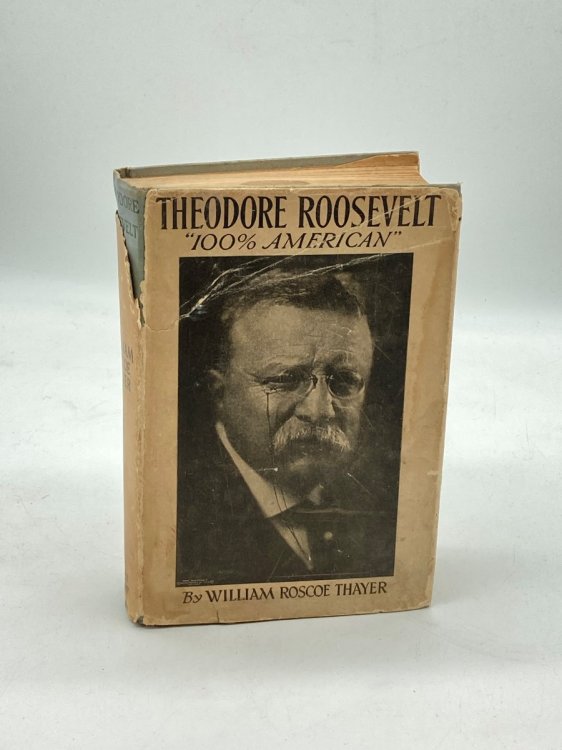 THEODORE ROOSEVELT
"100% AMERICAN"
By WILLIAM ROSCOE THAYER